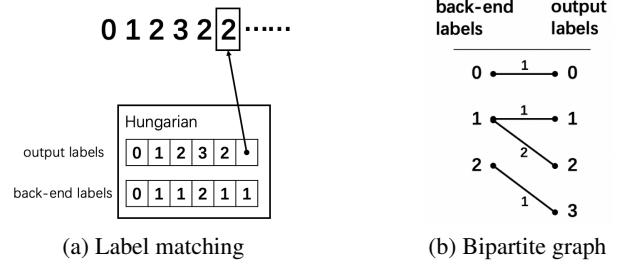 0 1 2 3 2 2 ......
Hungarian
output labels 0 1 2 3 2
back-end labels 0 1 1 2 1 1
(a) Label matching
back-end labels
output labels
0 1 0
1 1 1
2 2 2
1 3
(b) Bipartite graph